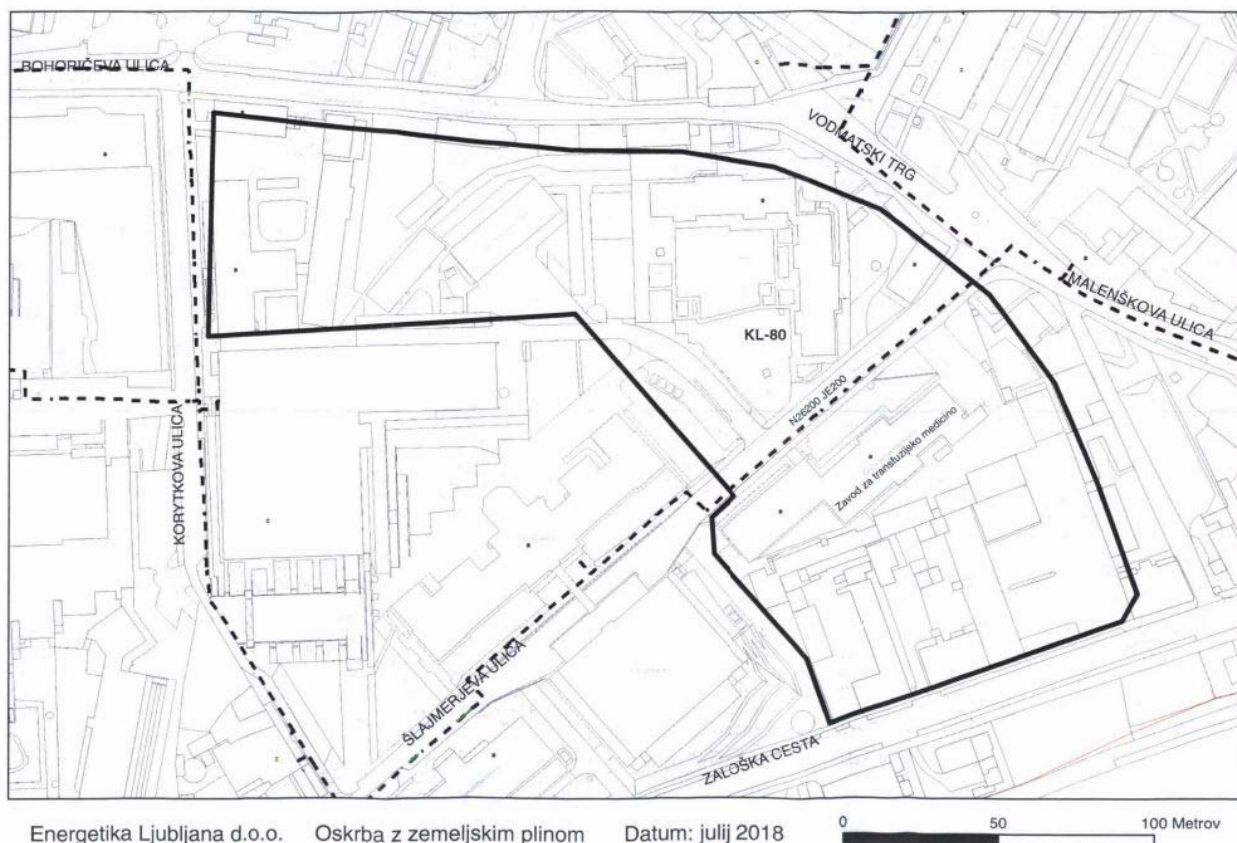 BOHORIČEVA ULICA
VODMATSKI TRG
MALENŠKOVA ULICA
KL-80
N26200 JE200
Zavod za transfuzijsko medicino
KORYTKOVA ULICA
ŠLAJMERJEVA ULICA
ZALOŠKA CESTA
Energetika Ljubljana d.o.o. Oskrba z zemeljskim plinom Datum: julij 2018
0 50 100 Metrov